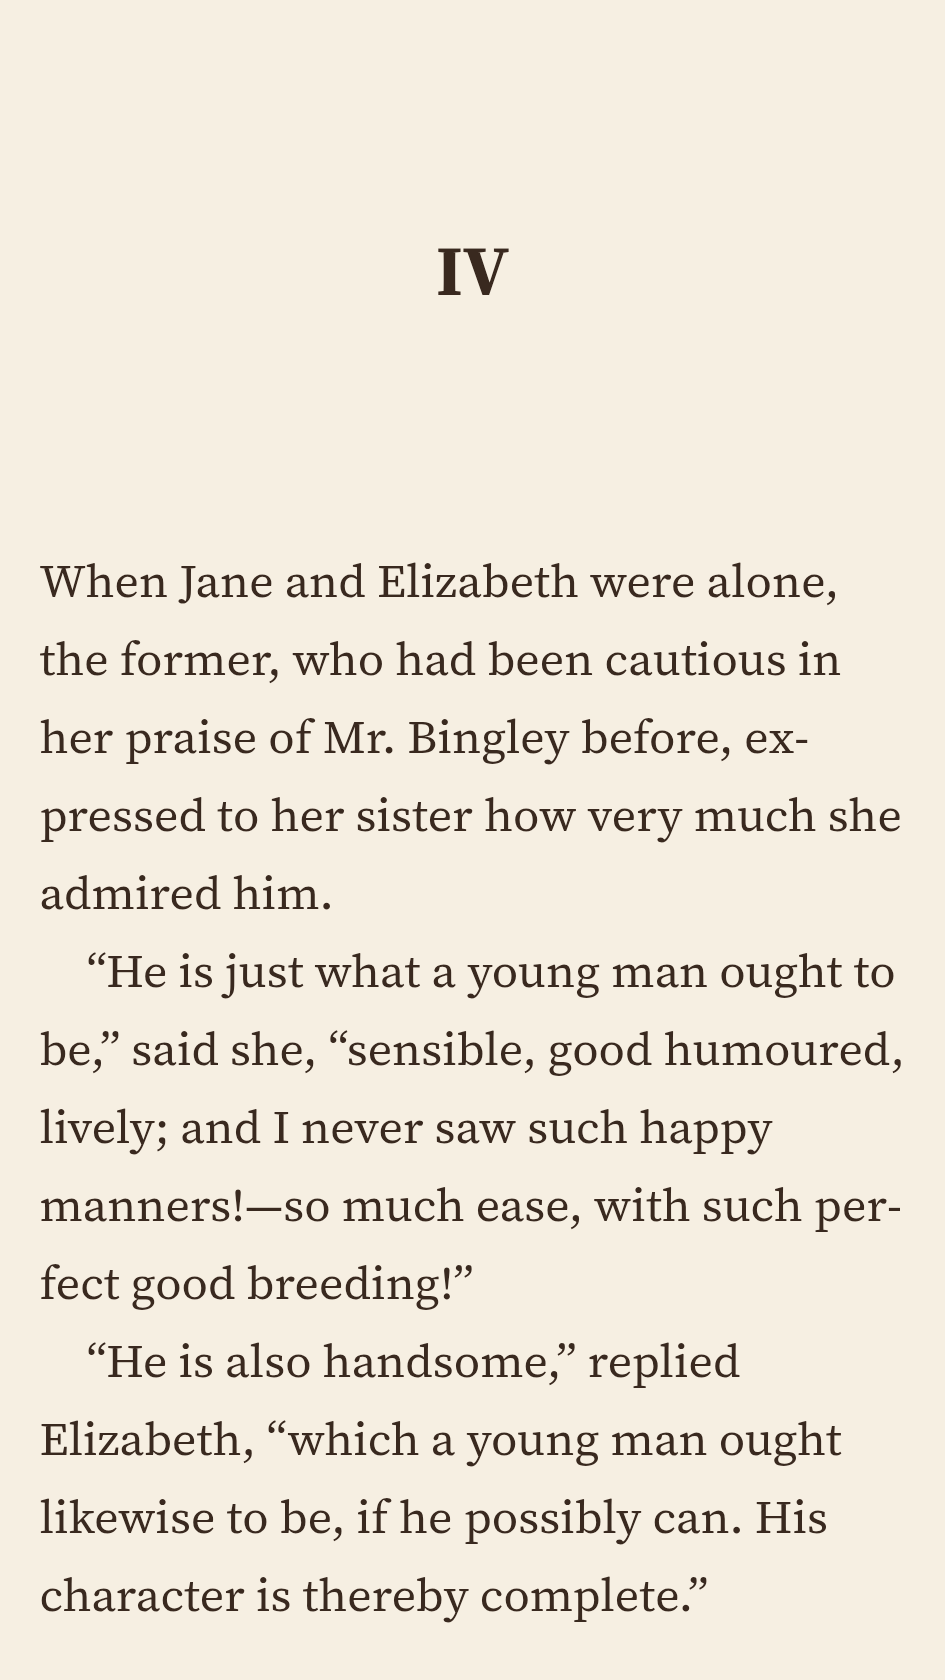 IV
When Jane and Elizabeth were alone,
the former, who had been cautious in
her praise of Mr. Bingley before, ex-
pressed to her sister how very much she
admired him.
“He is just what a young man ought to
be,” said she, “sensible, good humoured,
lively; and I never saw such happy
manners!—so much ease, with such per-
fect good breeding!”
“He is also handsome,” replied
Elizabeth, “which a young man ought
likewise to be, if he possibly can. His
character is thereby complete.”